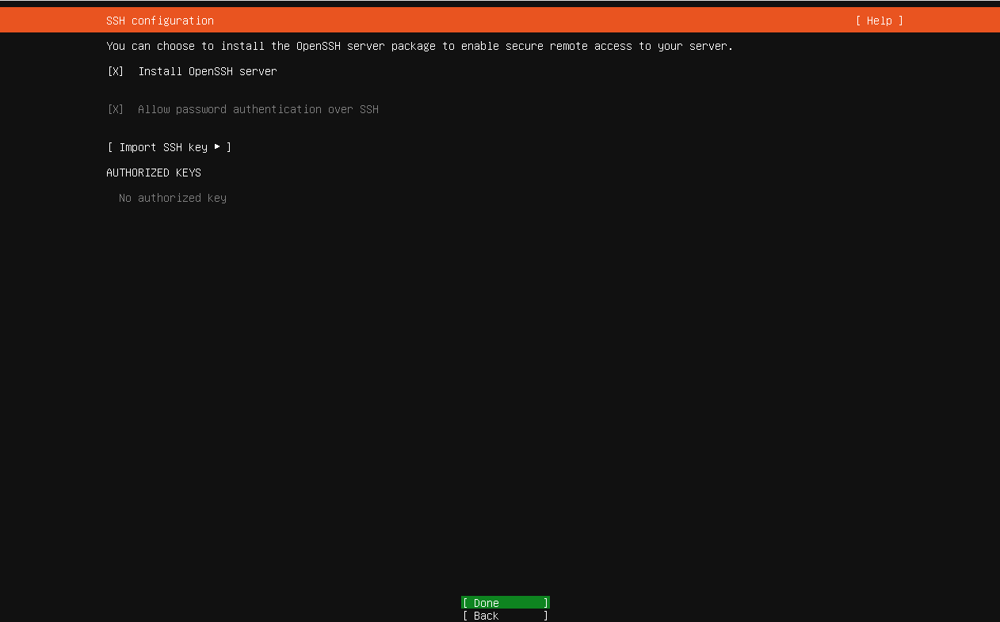 SSH configuration [ Help ]
You can choose to install the OpenSSH server package to enable secure remote access to your server.
[X] Install OpenSSH server
[X] Allow password authentication over SSH
[ Import SSH key ▸ ]
AUTHORIZED KEYS
No authorized key
[ Done ]
[ Back ]